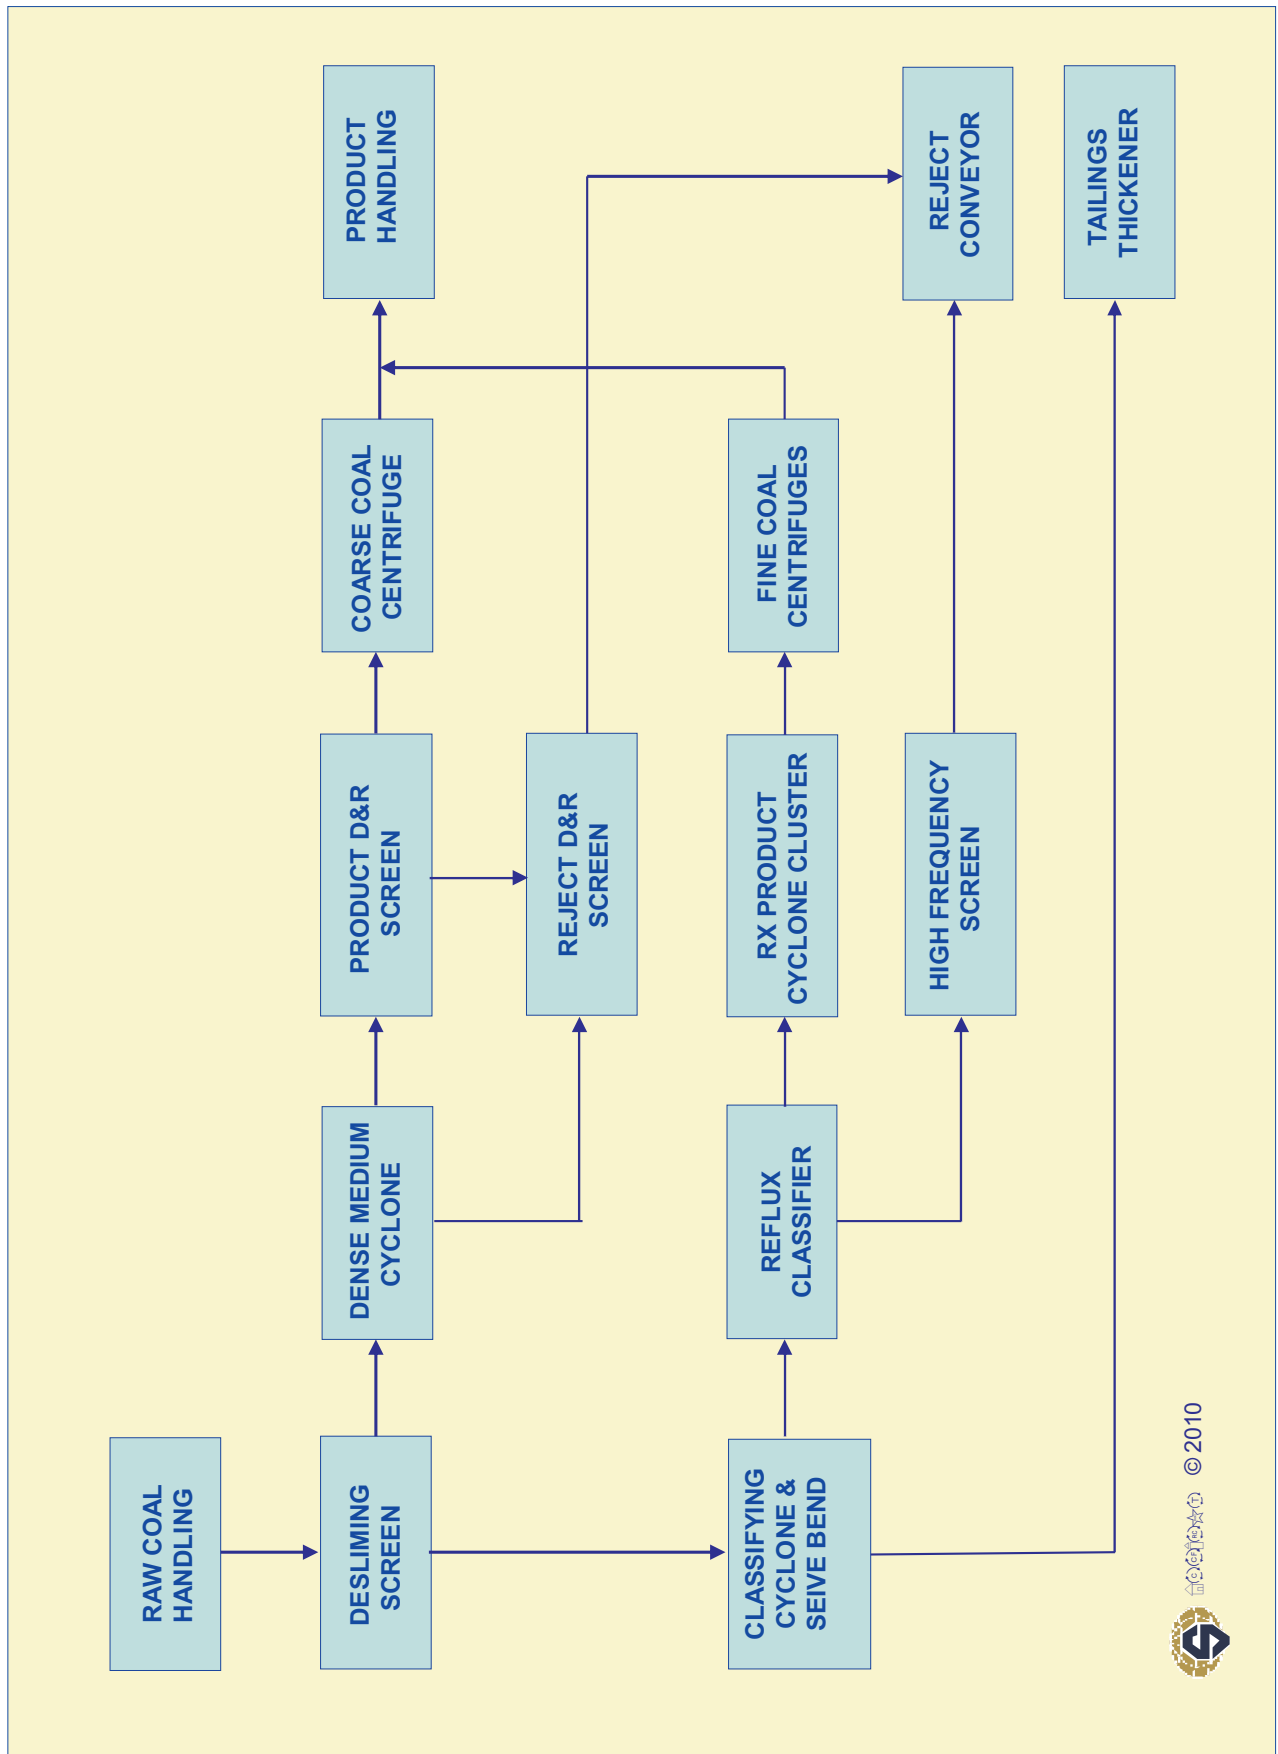 RAW COAL
HANDLING
DESLIMING
SCREEN
DENSE MEDIUM
CYCLONE
PRODUCT D&R
SCREEN
COARSE COAL
CENTRIFUGE
PRODUCT
HANDLING
REJECT D&R
SCREEN
CLASSIFYING
CYCLONE &
SEIVE BEND
REFLUX
CLASSIFIER
RX PRODUCT
CYCLONE CLUSTER
FINE COAL
CENTRIFUGES
HIGH FREQUENCY
SCREEN
REJECT
CONVEYOR
TAILINGS
THICKENER
© 2010